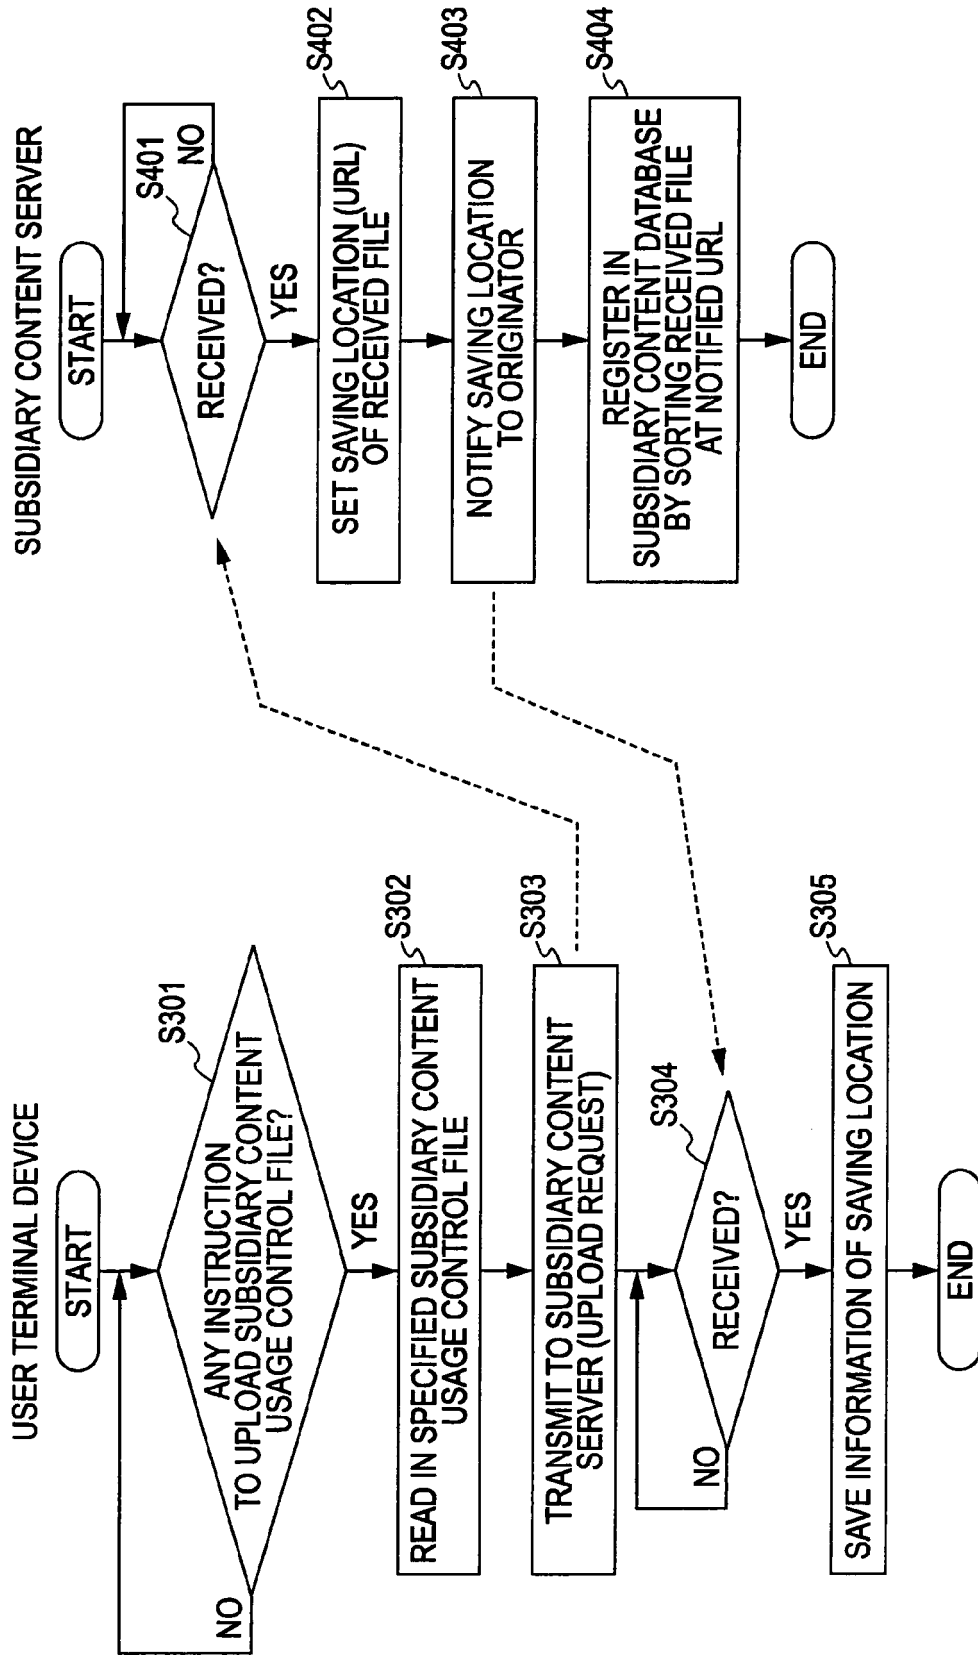 USER TERMINAL DEVICE
START
S301
ANY INSTRUCTION
TO UPLOAD SUBSIDIARY CONTENT
USAGE CONTROL FILE?
NO
YES
S302
READ IN SPECIFIED SUBSIDIARY CONTENT
USAGE CONTROL FILE
S303
TRANSMIT TO SUBSIDIARY CONTENT
SERVER (UPLOAD REQUEST)
S304
RECEIVED?
NO
YES
S305
SAVE INFORMATION OF SAVING LOCATION
END
SUBSIDIARY CONTENT SERVER
START
S401
RECEIVED?
NO
YES
S402
SET SAVING LOCATION (URL)
OF RECEIVED FILE
S403
NOTIFY SAVING LOCATION
TO ORIGINATOR
S404
REGISTER IN
SUBSIDIARY CONTENT DATABASE
BY SORTING RECEIVED FILE
AT NOTIFIED URL
END